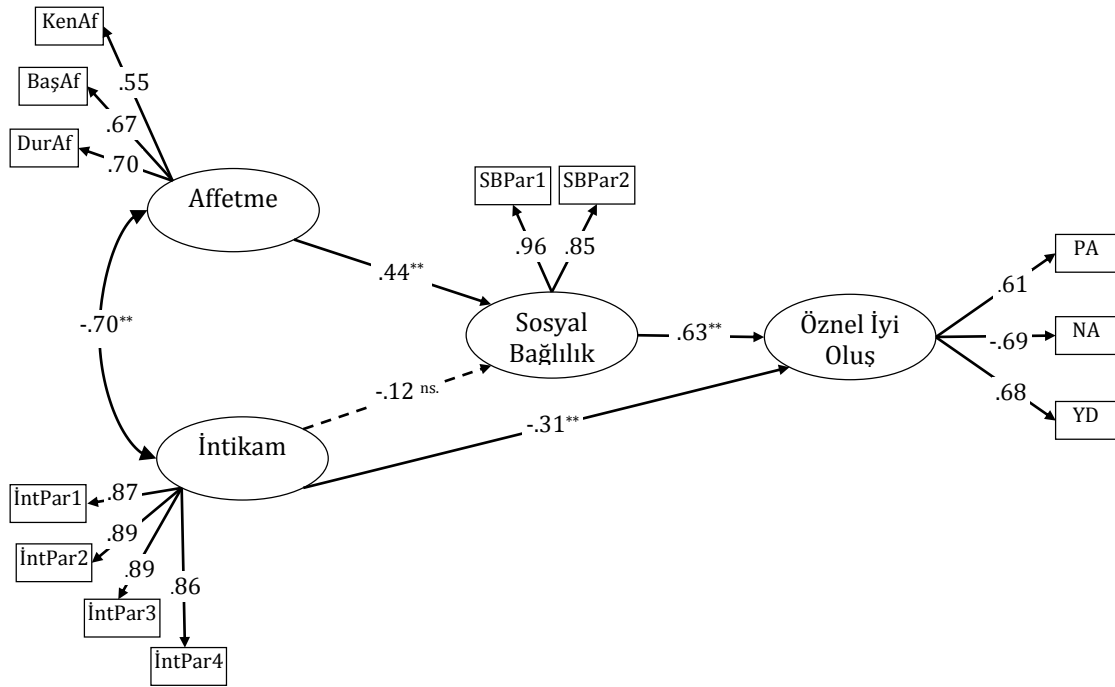 KenAf
.55
BaşAf
.67
DurAf
.70
Affetme
SBPar1
SBPar2
.96
.85
PA
.61
.44**
-.70**
Sosyal
Bağlılık
.63**
Öznel İyi
Oluş
-.69
NA
.68
-.12 ns.
YD
-.31**
İntikam
İntPar1
.87
.89
İntPar2
.89
.86
İntPar3
İntPar4